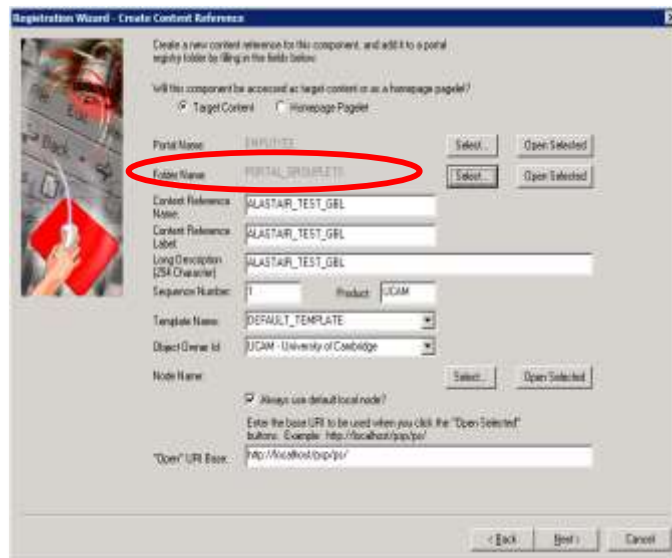 Registration Wizard - Create Content Reference
Create a new content reference for this component, and add it to a portal
registry folder by filling in the fields below.
Will this component be accessed as target content or as a homepage pagelet?
Target Content Homepage Pagelet
Portal Name: EMPLOYEE Select... Open Selected
Folder Name: PORTAL_GROUPLETS Select... Open Selected
Content Reference
Name: ALASTAIR_TEST_GBL
Content Reference
Label: ALASTAIR_TEST_GBL
Long Description
(254 Character) ALASTAIR_TEST_GBL
Sequence Number: 1 Product: UCAM
Template Name: DEFAULT_TEMPLATE
Object Owner Id: UCAM - University of Cambridge
Node Name: Select... Open Selected
Always use default local node?
Enter the base URI to be used when you click the "Open Selected"
buttons. Example: http://localhost/psp/ps/
"Open" URI Base: http://localhost/psp/ps/
< Back Next > Cancel